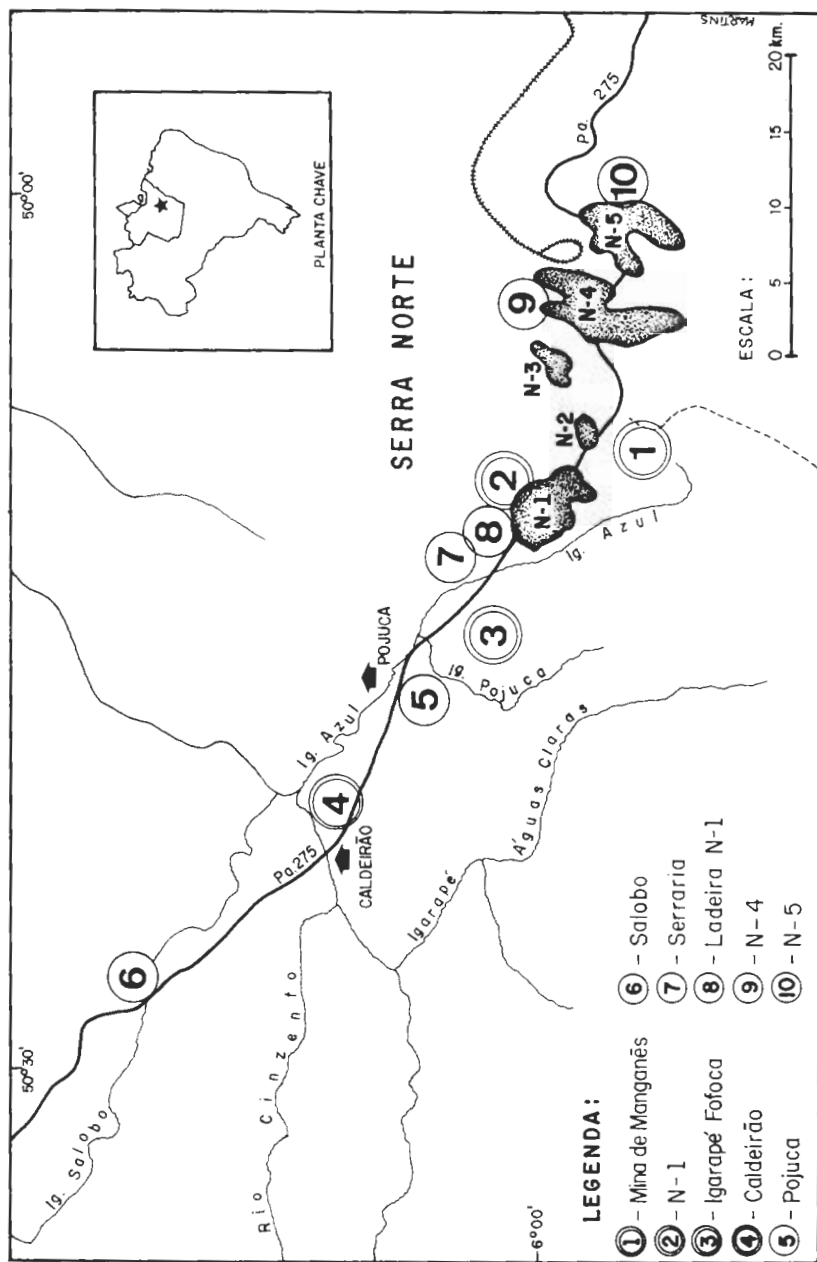 50°30'
50°00'
6°00'
PLANTA CHAVE
SERRA NORTE
Ig. Salobo
Rio Cinzento
Pa. 275
CALDEIRÃO
Ig. Azul
POJUCA
Igarapé Águas Claras
Ig. Pojuca
Ig. Azul
Pa. 275
6
4
5
3
7
8
2
1
9
10
N-1
N-2
N-3
N-4
N-5
LEGENDA:
1 - Mina de Manganês
2 - N-1
3 - Igarapé Fofoca
4 - Caldeirão
5 - Pojuca
6 - Salobo
7 - Serraria
8 - Ladeira N-1
9 - N-4
10 - N-5
ESCALA:
0 5 10 15 20 km.
MARTINS